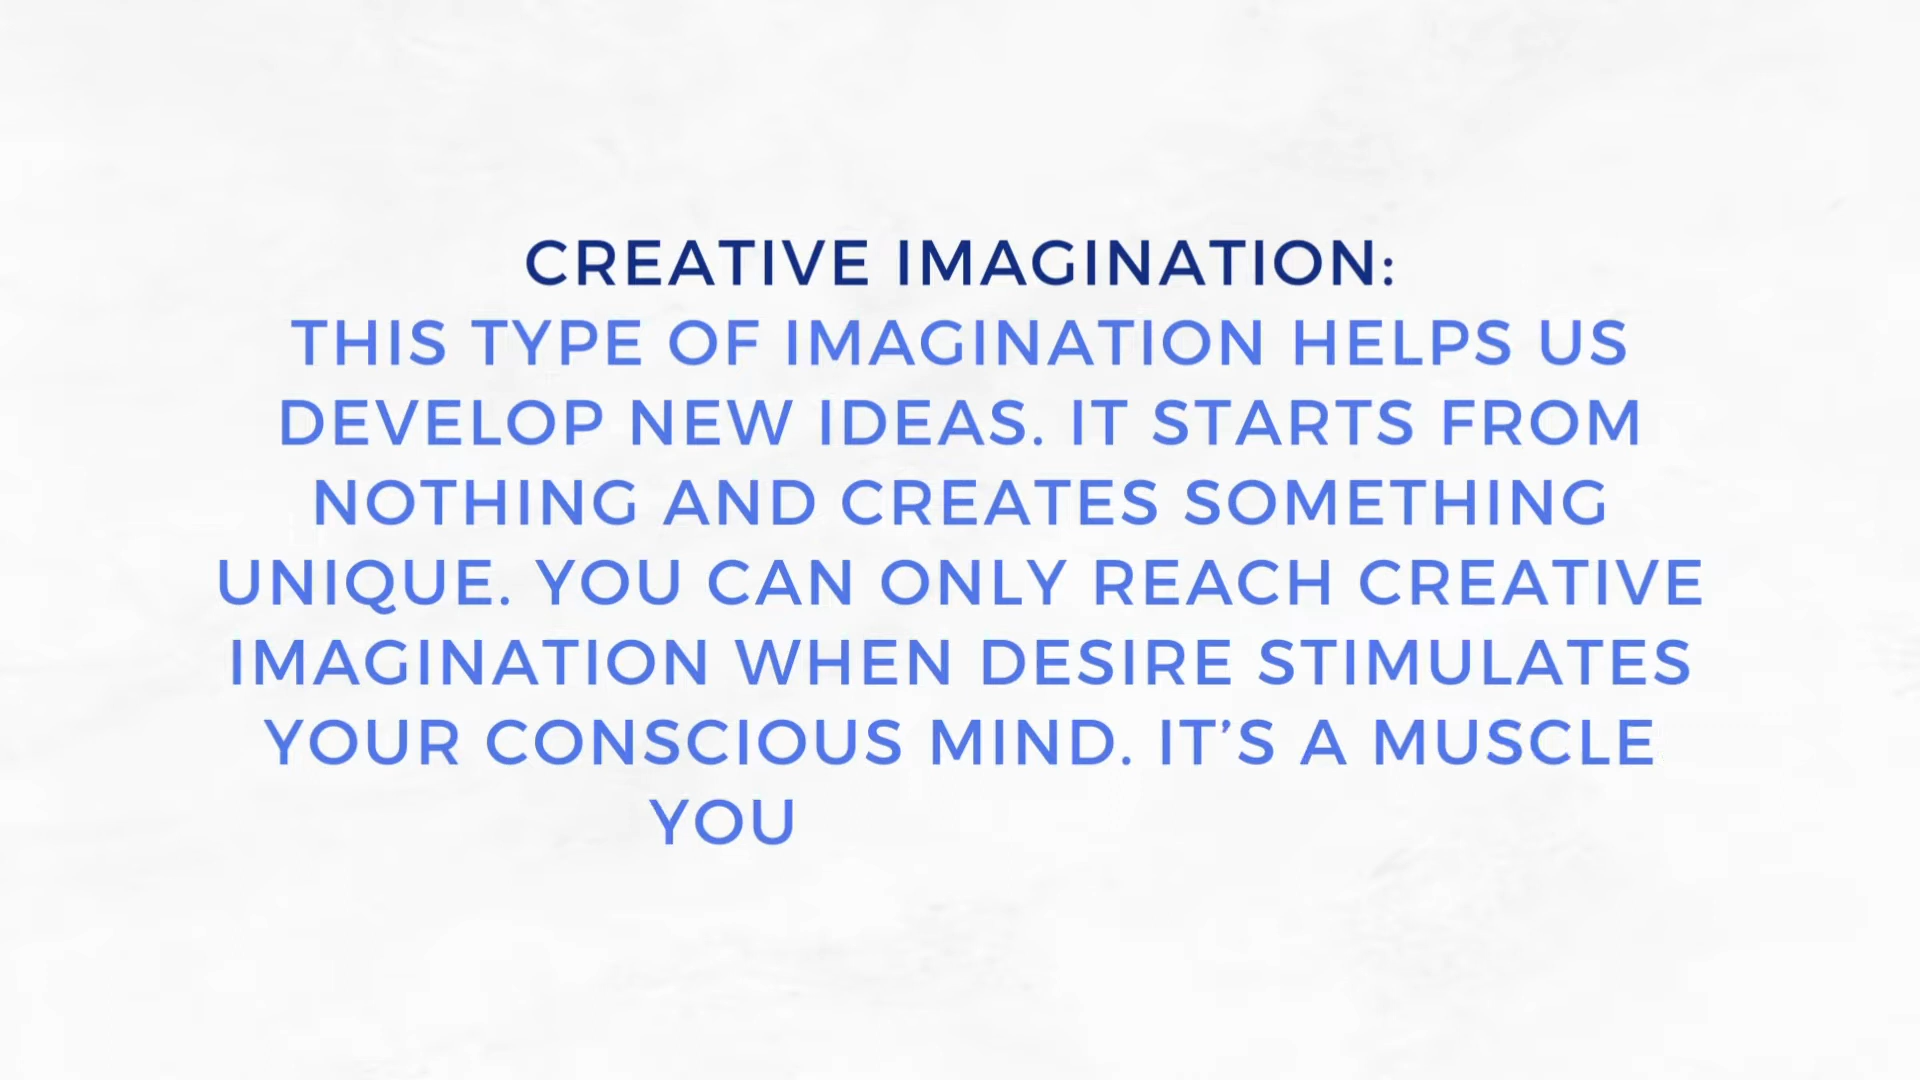 CREATIVE IMAGINATION:
THIS TYPE OF IMAGINATION HELPS US
DEVELOP NEW IDEAS. IT STARTS FROM
NOTHING AND CREATES SOMETHING
UNIQUE. YOU CAN ONLY REACH CREATIVE
IMAGINATION WHEN DESIRE STIMULATES
YOUR CONSCIOUS MIND. IT’S A MUSCLE
YOU